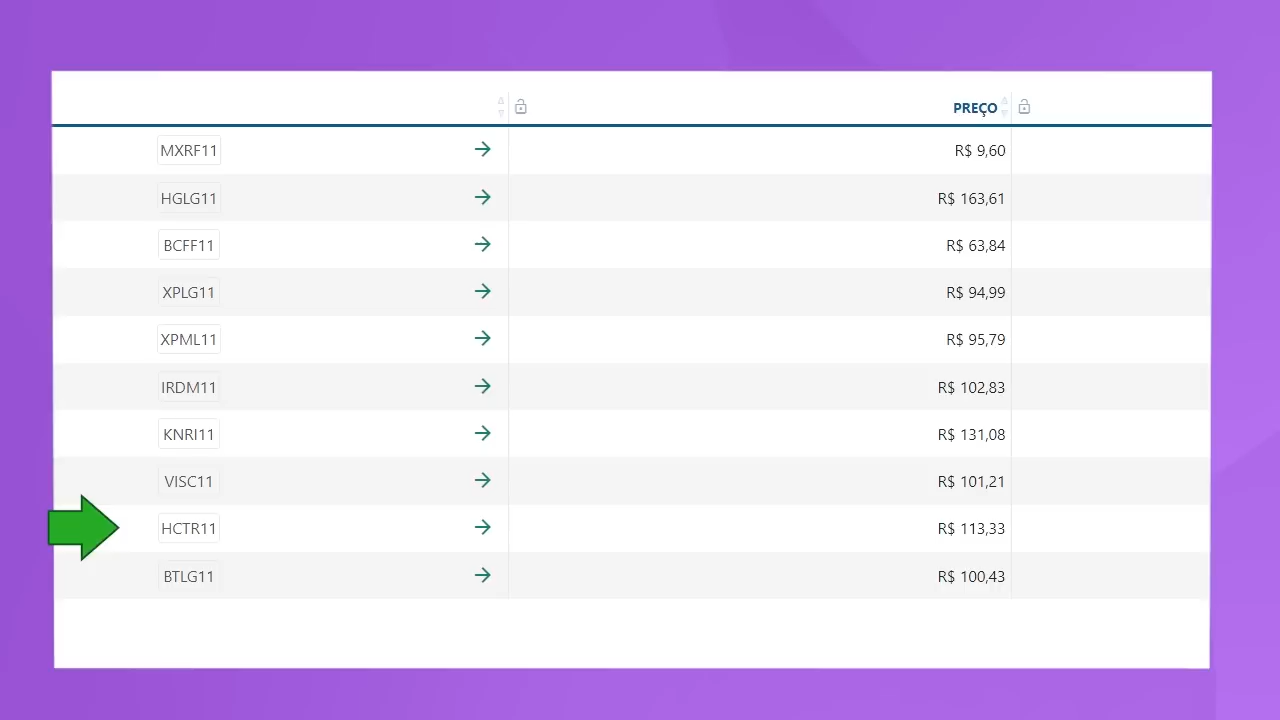 PREÇO
MXRF11 R$ 9,60
HGLG11 R$ 163,61
BCFF11 R$ 63,84
XPLG11 R$ 94,99
XPML11 R$ 95,79
IRDM11 R$ 102,83
KNRI11 R$ 131,08
VISC11 R$ 101,21
HCTR11 R$ 113,33
BTLG11 R$ 100,43